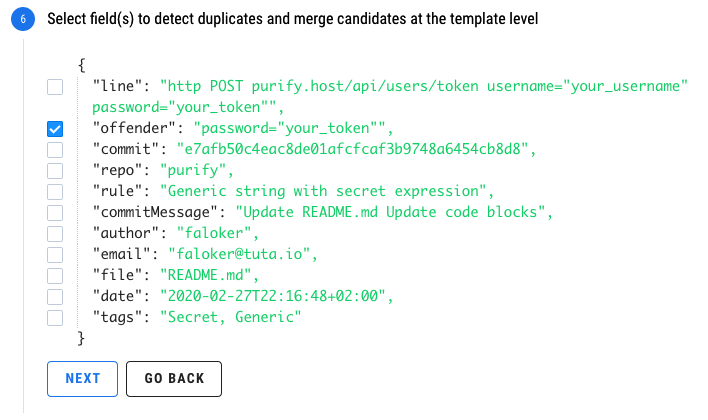 6 Select field(s) to detect duplicates and merge candidates at the template level
{
"line": "http POST purify.host/api/users/token username="your_username"
password="your_token"",
"offender": "password="your_token"",
"commit": "e7afb50c4eac8de01afcfcaf3b9748a6454cb8d8",
"repo": "purify",
"rule": "Generic string with secret expression",
"commitMessage": "Update README.md Update code blocks",
"author": "faloker",
"email": "faloker@tuta.io",
"file": "README.md",
"date": "2020-02-27T22:16:48+02:00",
"tags": "Secret, Generic"
}
NEXT GO BACK